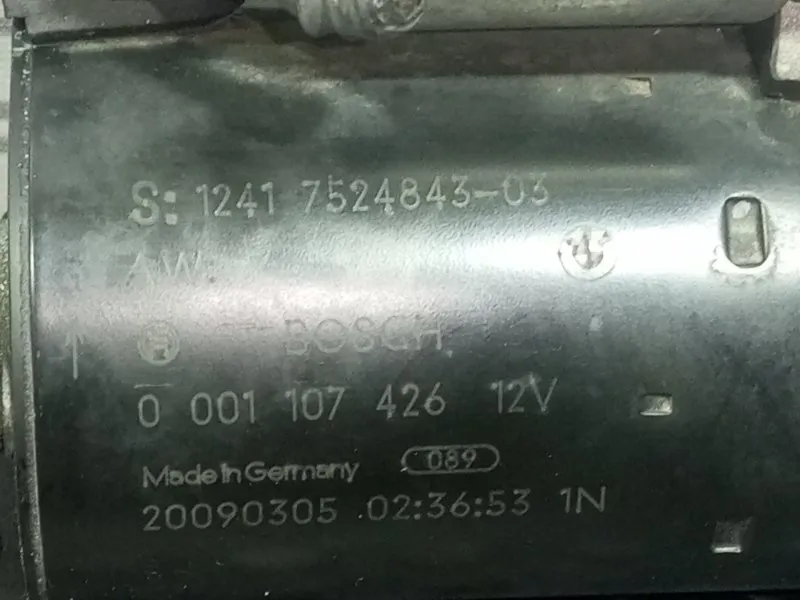 S: 1241 7524843-03
BOSCH
0 001 107 426 12V
Made in Germany 089
20090305 02:36:53 1N